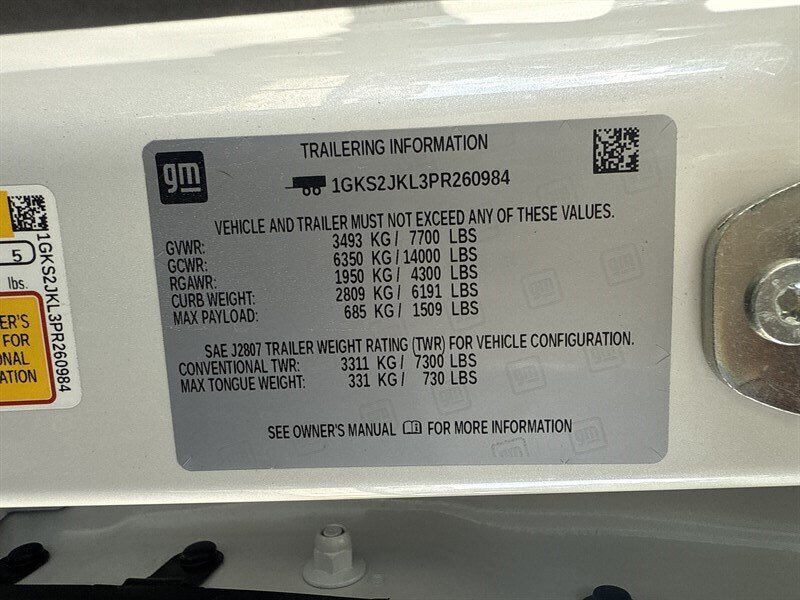 gm
TRAILERING INFORMATION
1GKS2JKL3PR260984
VEHICLE AND TRAILER MUST NOT EXCEED ANY OF THESE VALUES.
GVWR: 3493 KG / 7700 LBS
GCWR: 6350 KG / 14000 LBS
RGAWR: 1950 KG / 4300 LBS
CURB WEIGHT: 2809 KG / 6191 LBS
MAX PAYLOAD: 685 KG / 1509 LBS
SAE J2807 TRAILER WEIGHT RATING (TWR) FOR VEHICLE CONFIGURATION.
CONVENTIONAL TWR: 3311 KG / 7300 LBS
MAX TONGUE WEIGHT: 331 KG / 730 LBS
SEE OWNER'S MANUAL FOR MORE INFORMATION
gm
5
lbs.
ER'S
FOR
ONAL
ATION
1GKS2JKL3PR260984